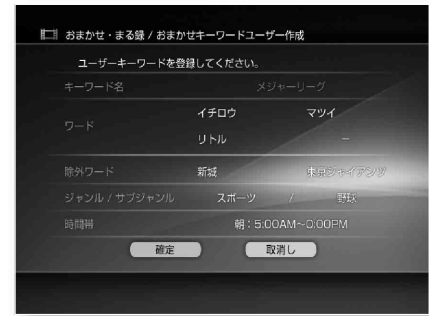 おまかせ・まる録 / おまかせキーワードユーザー作成
ユーザーキーワードを登録してください。
キーワード名 メジャーリーグ
ワード イチロウ マツイ
リトル －
除外ワード 新城 東京ジャイアンツ
ジャンル / サブジャンル スポーツ / 野球
時間帯 朝：5:00AM~0:00PM
確定 取消し